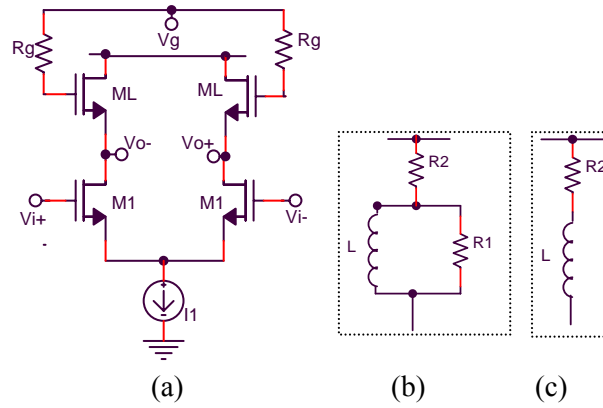 Rg
Vg
Rg
ML
ML
Vo-
Vo+
M1
M1
Vi+
Vi-
-
+
-
I1
R2
L
R1
R2
L
(a)
(b)
(c)